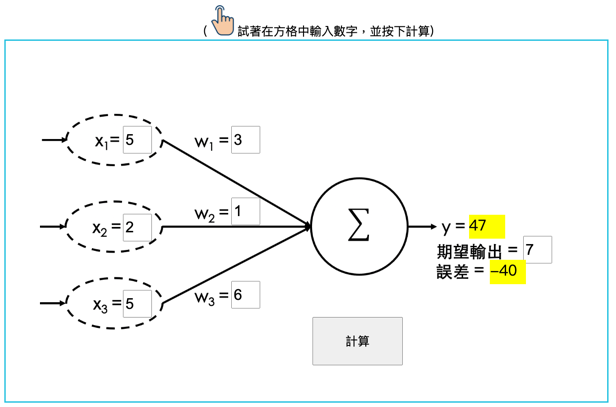 ( 試著在方格中輸入數字，並按下計算)
x1= 5
w1 = 3
x2 = 2
w2 = 1
x3 = 5
w3 = 6
Σ
y = 47
期望輸出 = 7
誤差 = –40
計算